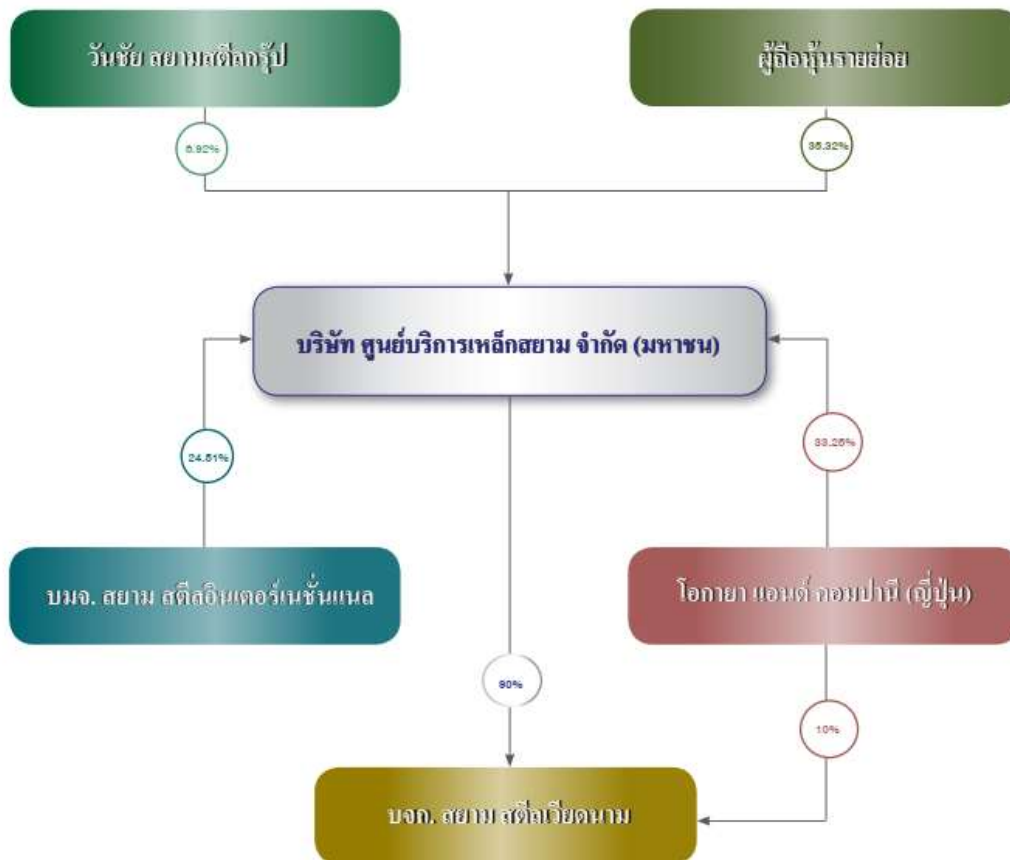 วันชัย สยามสตีลกรุ๊ป
ผู้ถือหุ้นรายย่อย
บริษัท ศูนย์บริการเหล็กสยาม จำกัด (มหาชน)
33.25%
24.51%
บมจ. สยาม สตีลอินเตอร์เนชั่นแนล
โอกายา แอนด์ คอมปานี (ญี่ปุ่น)
90%
10%
บจก. สยาม สตีลเวียดนาม